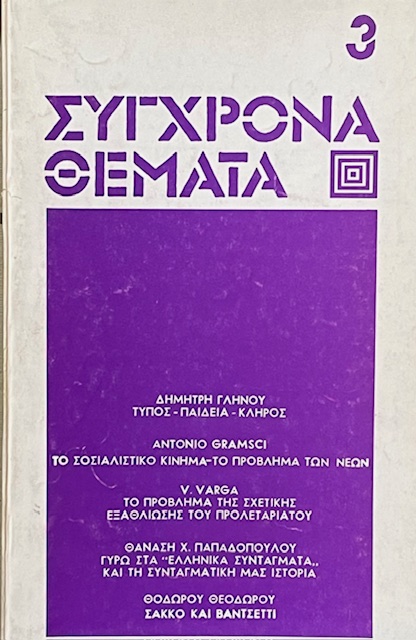 3
ΣΥΓΧΡΟΝΑ
ΘΕΜΑΤΑ
ΔΗΜΗΤΡΗ ΓΛΗΝΟΥ
ΤΥΠΟΣ - ΠΑΙΔΕΙΑ - ΚΛΗΡΟΣ
ANTONIO GRAMSCI
ΤΟ ΣΟΣΙΑΛΙΣΤΙΚΟ ΚΙΝΗΜΑ-ΤΟ ΠΡΟΒΛΗΜΑ ΤΩΝ ΝΕΩΝ
V. VARGA
ΤΟ ΠΡΟΒΛΗΜΑ ΤΗΣ ΣΧΕΤΙΚΗΣ
ΕΞΑΘΛΙΩΣΗΣ ΤΟΥ ΠΡΟΛΕΤΑΡΙΑΤΟΥ
ΘΑΝΑΣΗ Χ. ΠΑΠΑΔΟΠΟΥΛΟΥ
ΓΥΡΩ ΣΤΑ ''ΕΛΛΗΝΙΚΑ ΣΥΝΤΑΓΜΑΤΑ,,
ΚΑΙ ΤΗ ΣΥΝΤΑΓΜΑΤΙΚΗ ΜΑΣ ΙΣΤΟΡΙΑ
ΘΟΔΩΡΟΥ ΘΕΟΔΩΡΟΥ
ΣΑΚΚΟ ΚΑΙ ΒΑΝΤΣΕΤΤΙ